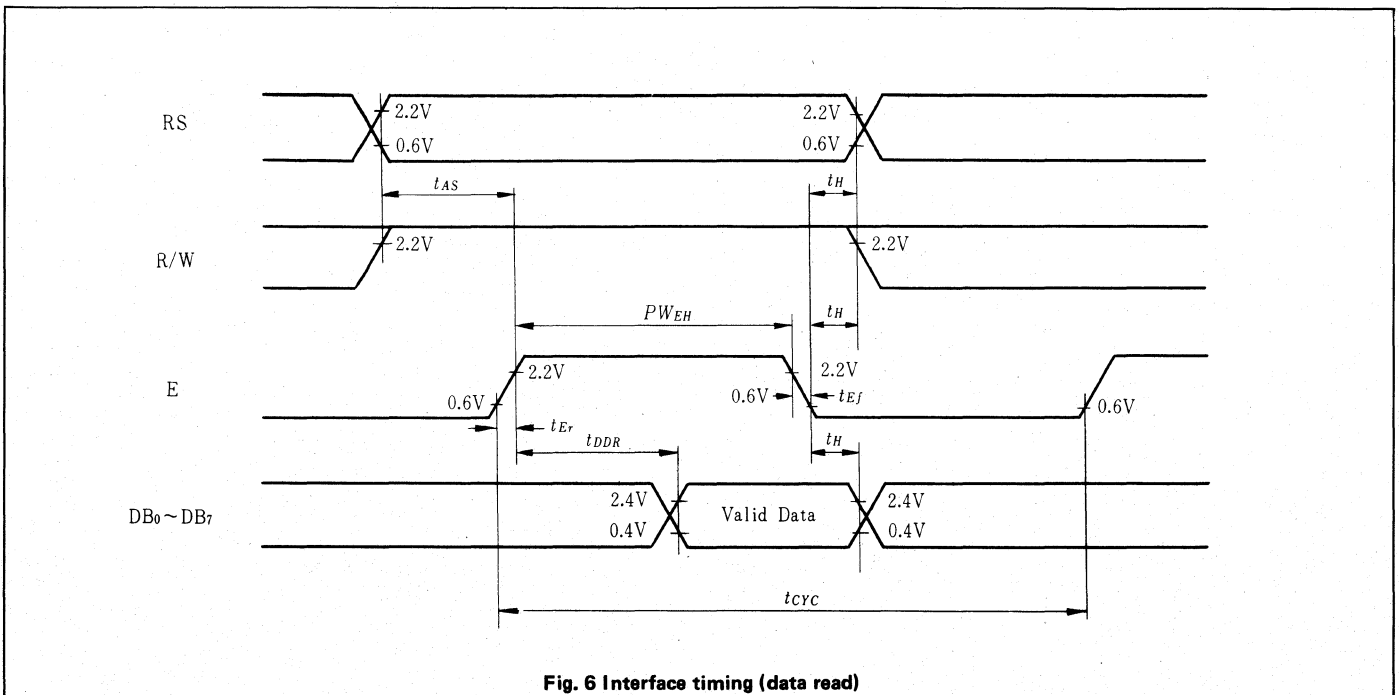 RS
2.2V
0.6V
2.2V
0.6V
tAS
tH
R/W
2.2V
2.2V
PWEH
tH
E
2.2V
0.6V
tEr
2.2V
0.6V
tEf
0.6V
tDDR
tH
DB0~DB7
2.4V
0.4V
Valid Data
2.4V
0.4V
tCYC
Fig. 6 Interface timing (data read)